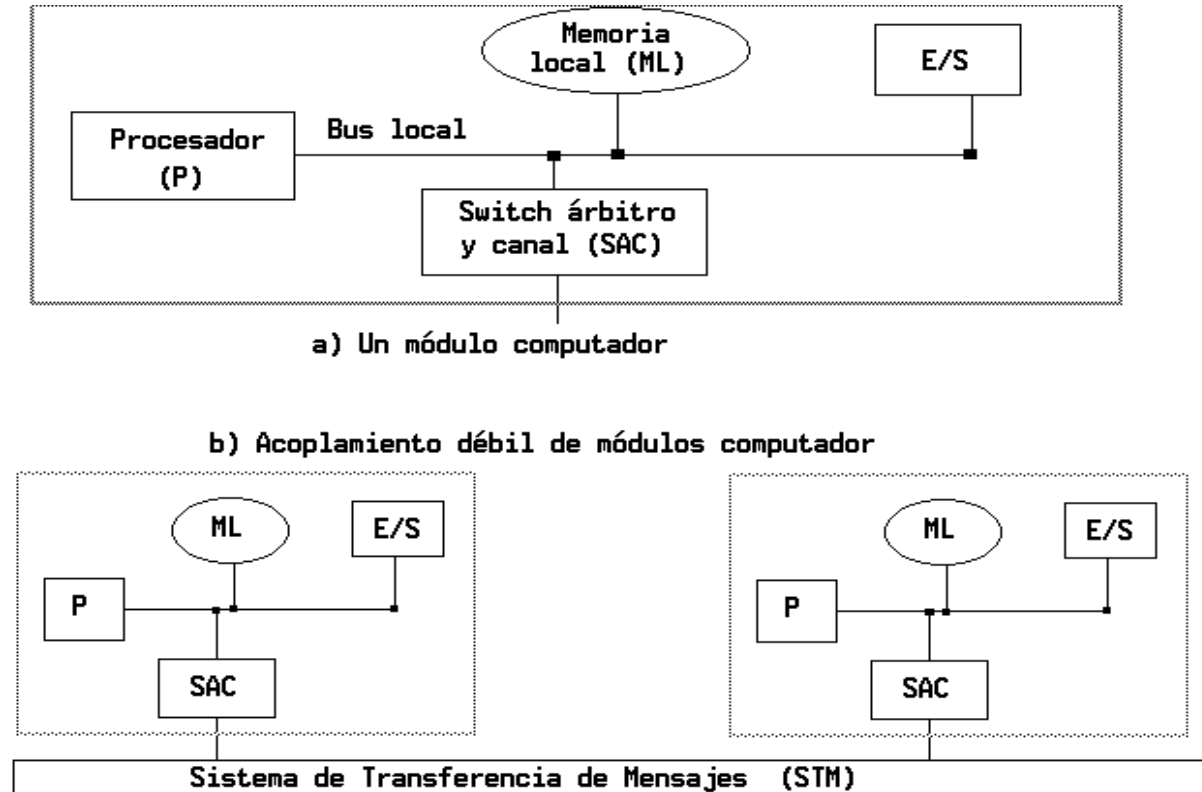 Memoria
local (ML)
E/S
Procesador
(P)
Bus local
Switch árbitro
y canal (SAC)
a) Un módulo computador
b) Acoplamiento débil de módulos computador
ML
E/S
P
SAC
ML
E/S
P
SAC
Sistema de Transferencia de Mensajes (STM)